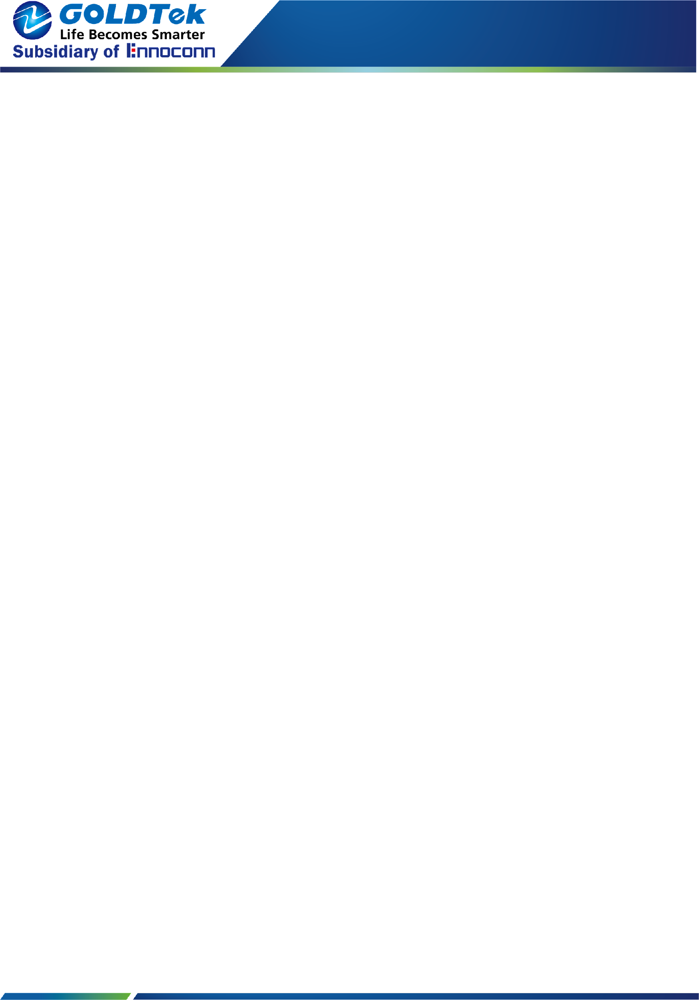 GOLDTek
Life Becomes Smarter
Subsidiary of Ennoconn